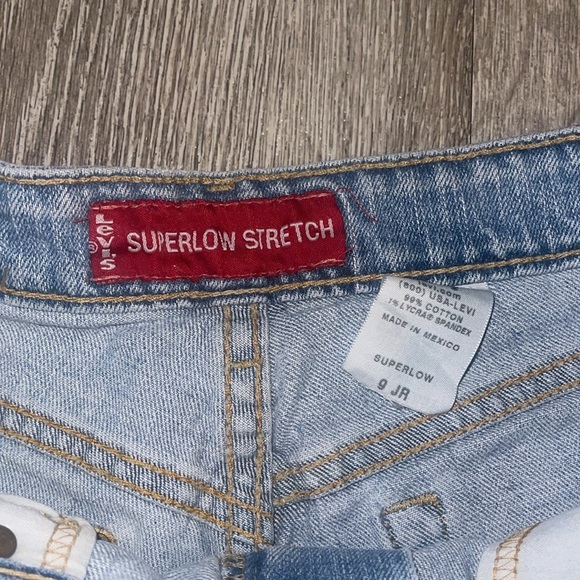 LEVI'S
®
SUPERLOW STRETCH
(800) USA-LEVI
99% COTTON
1% LYCRA® SPANDEX
MADE IN MEXICO
SUPERLOW
9 JR